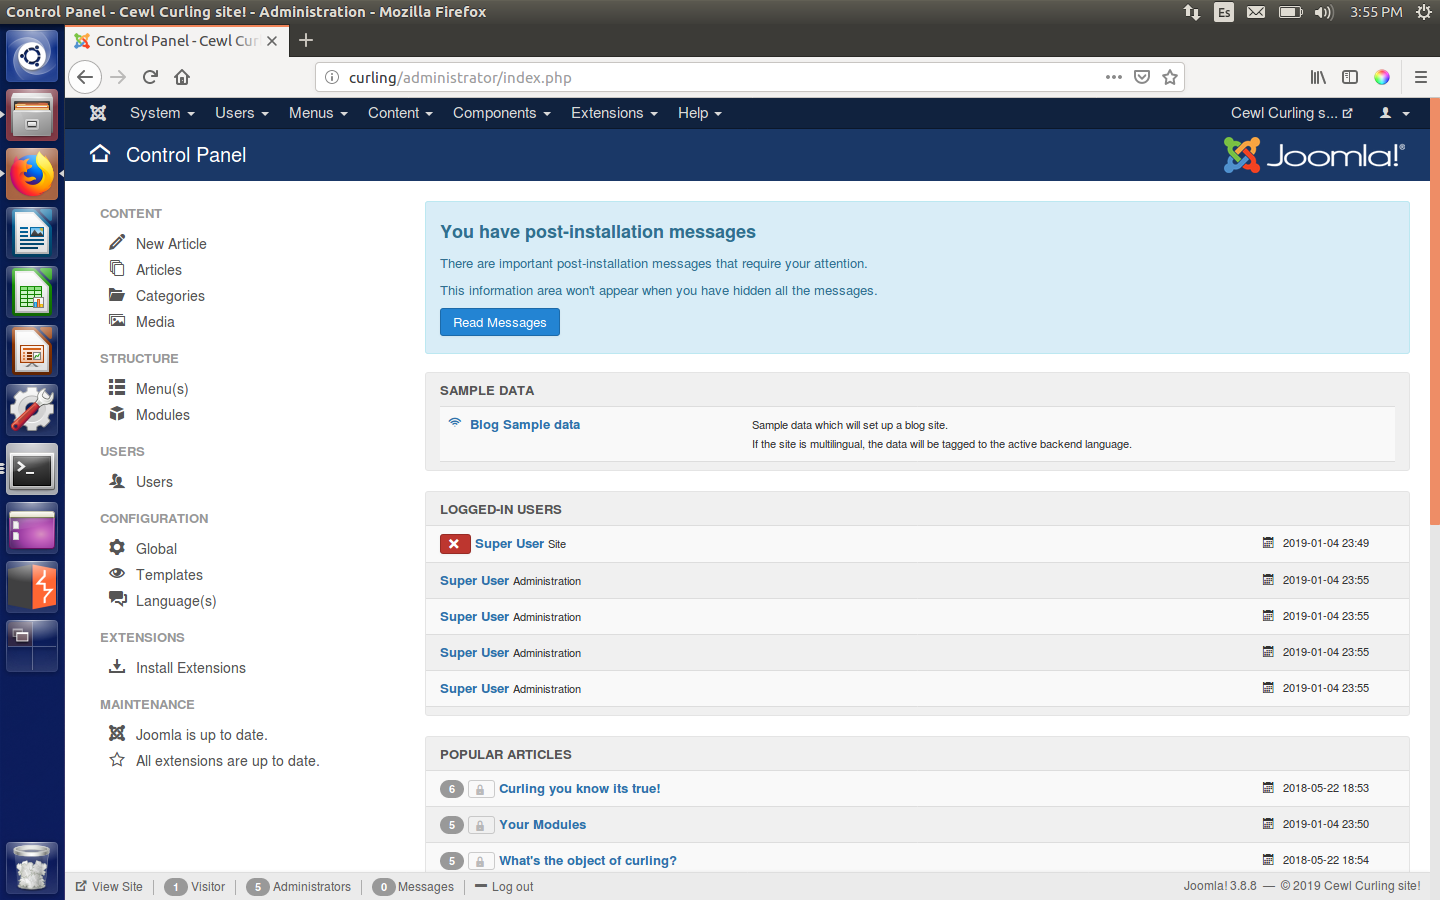 Control Panel - Cewl Curling site! - Administration - Mozilla Firefox
Es
3:55 PM
Control Panel - Cewl Cur
curling/administrator/index.php
System
Users
Menus
Content
Components
Extensions
Help
Cewl Curling s...
Control Panel
Joomla!®
CONTENT
New Article
Articles
Categories
Media
STRUCTURE
Menu(s)
Modules
USERS
Users
CONFIGURATION
Global
Templates
Language(s)
EXTENSIONS
Install Extensions
MAINTENANCE
Joomla is up to date.
All extensions are up to date.
You have post-installation messages
There are important post-installation messages that require your attention.
This information area won't appear when you have hidden all the messages.
Read Messages
SAMPLE DATA
Blog Sample data
Sample data which will set up a blog site.
If the site is multilingual, the data will be tagged to the active backend language.
LOGGED-IN USERS
Super User Site 2019-01-04 23:49
Super User Administration 2019-01-04 23:55
Super User Administration 2019-01-04 23:55
Super User Administration 2019-01-04 23:55
Super User Administration 2019-01-04 23:55
POPULAR ARTICLES
6 Curling you know its true! 2018-05-22 18:53
5 Your Modules 2019-01-04 23:50
5 What's the object of curling? 2018-05-22 18:54
View Site
1 Visitor
5 Administrators
0 Messages
Log out
Joomla! 3.8.8 — © 2019 Cewl Curling site!